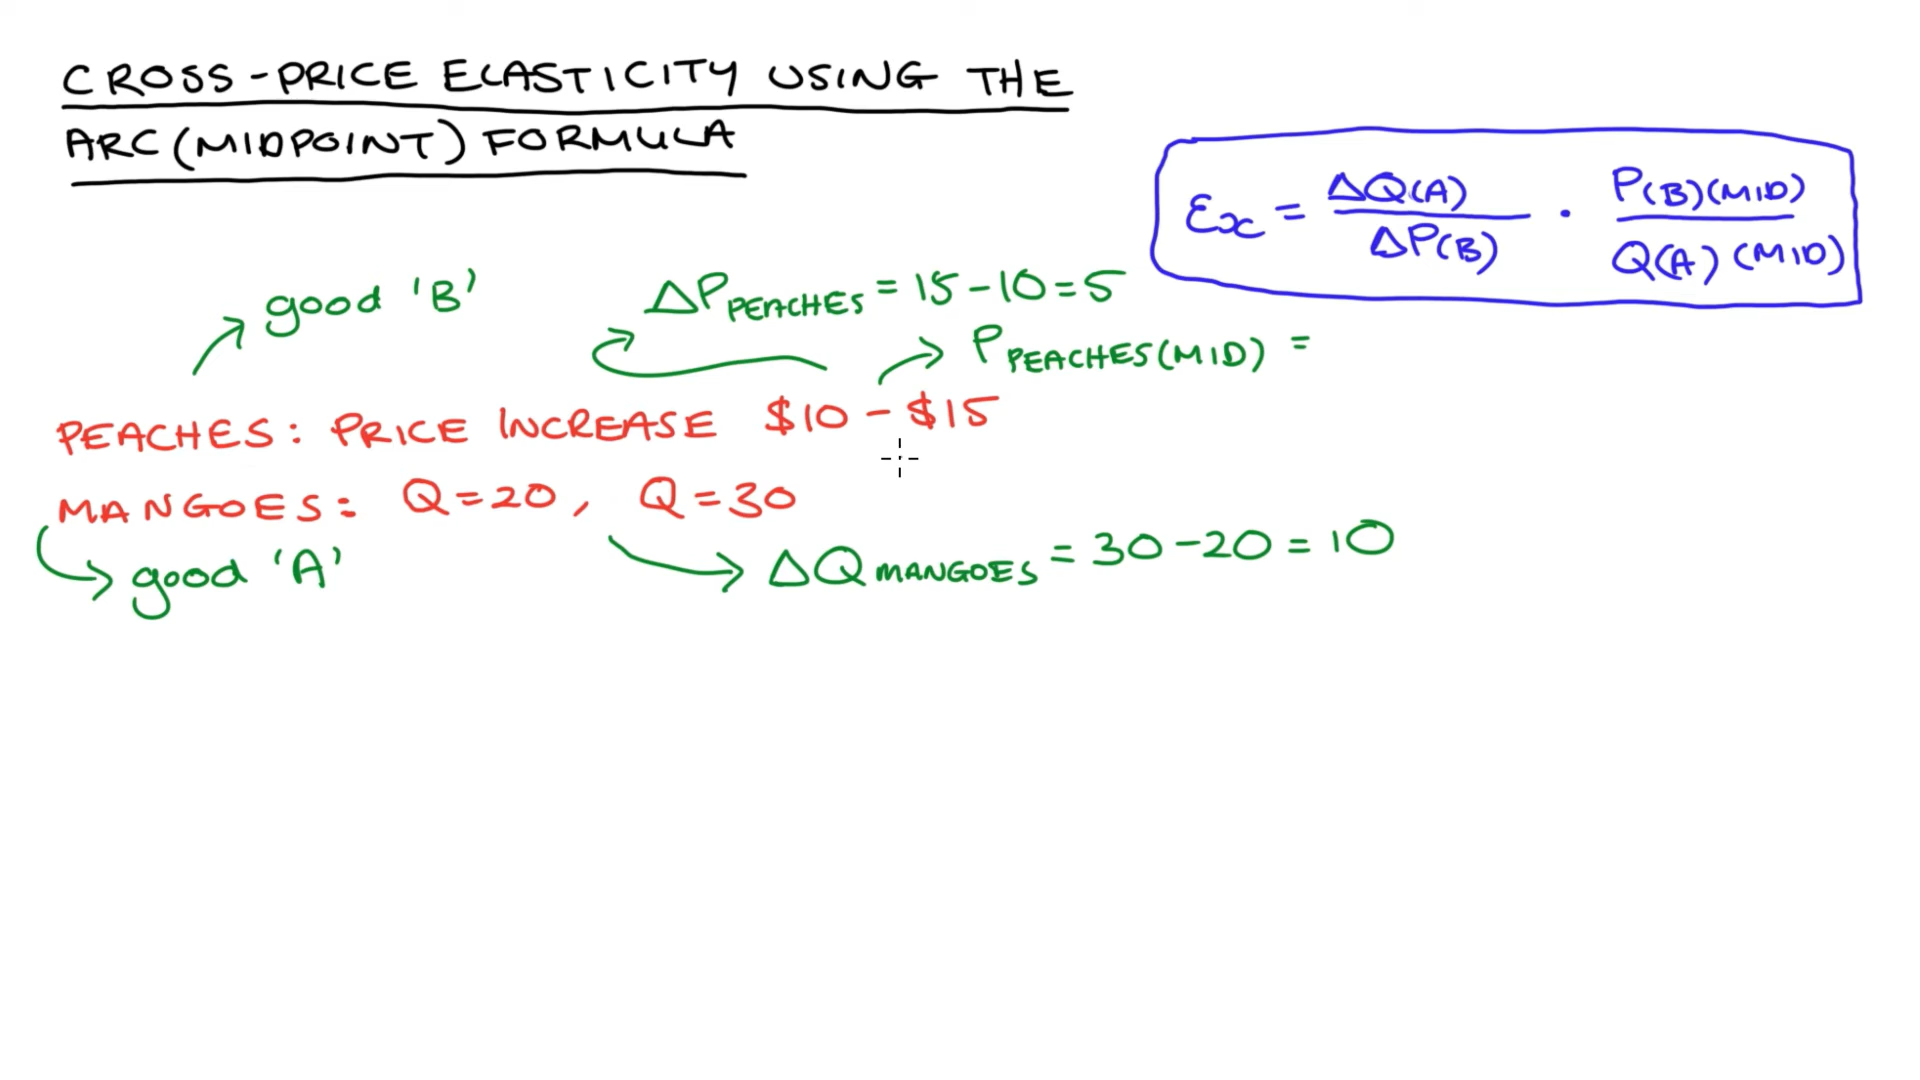 CROSS-PRICE ELASTICITY USING THE
ARC (MIDPOINT) FORMULA
Ɛx = ΔQ(A) / ΔP(B) · P(B)(MID) / Q(A)(MID)
good 'B'
ΔP PEACHES = 15-10=5
P PEACHES(MID) =
PEACHES: PRICE INCREASE $10 - $15
MANGOES: Q=20, Q=30
good 'A'
ΔQ MANGOES = 30-20=10